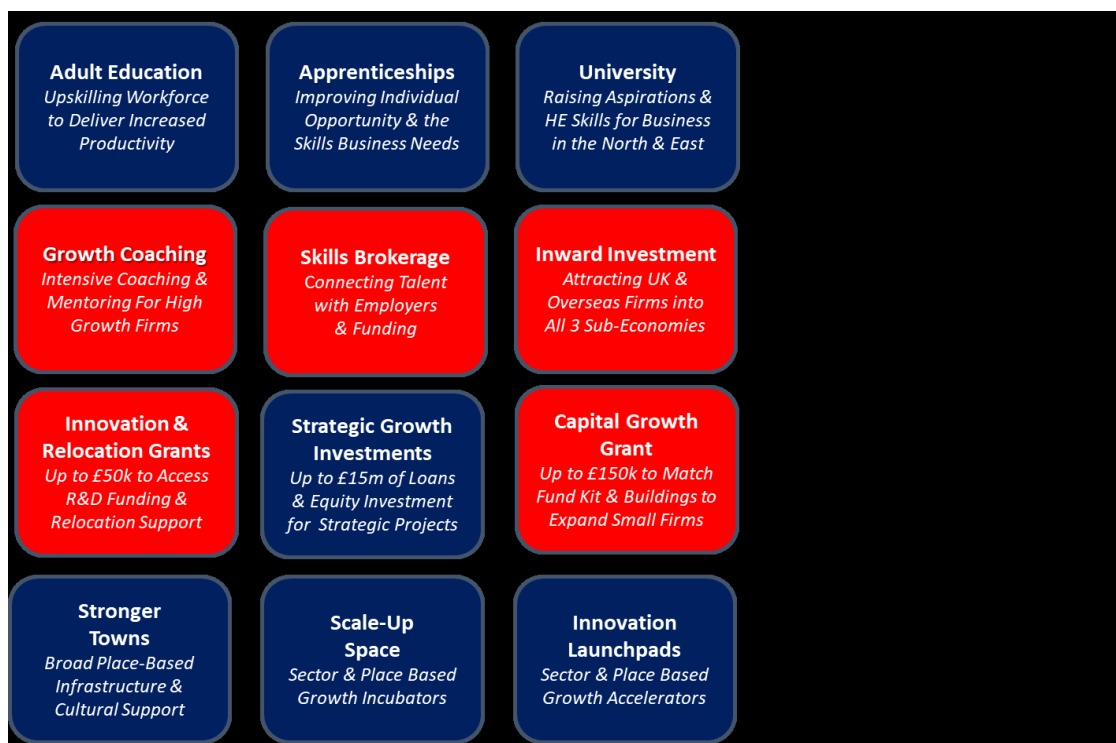 Adult Education
Upskilling Workforce
to Deliver Increased
Productivity
Apprenticeships
Improving Individual
Opportunity & the
Skills Business Needs
University
Raising Aspirations &
HE Skills for Business
in the North & East
Growth Coaching
Intensive Coaching &
Mentoring For High
Growth Firms
Skills Brokerage
Connecting Talent
with Employers
& Funding
Inward Investment
Attracting UK &
Overseas Firms into
All 3 Sub-Economies
Innovation &
Relocation Grants
Up to £50k to Access
R&D Funding &
Relocation Support
Strategic Growth
Investments
Up to £15m of Loans
& Equity Investment
for Strategic Projects
Capital Growth
Grant
Up to £150k to Match
Fund Kit & Buildings to
Expand Small Firms
Stronger
Towns
Broad Place-Based
Infrastructure &
Cultural Support
Scale-Up
Space
Sector & Place Based
Growth Incubators
Innovation
Launchpads
Sector & Place Based
Growth Accelerators